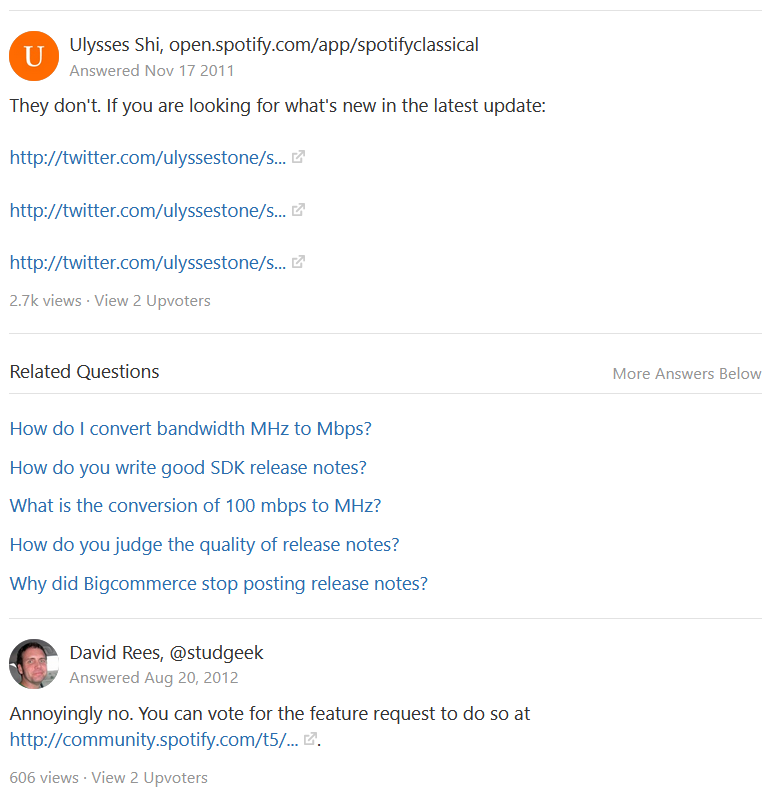 U
Ulysses Shi, open.spotify.com/app/spotifyclassical
Answered Nov 17 2011
They don't. If you are looking for what's new in the latest update:
http://twitter.com/ulyssestone/s...
http://twitter.com/ulyssestone/s...
http://twitter.com/ulyssestone/s...
2.7k views · View 2 Upvoters
Related Questions
More Answers Below
How do I convert bandwidth MHz to Mbps?
How do you write good SDK release notes?
What is the conversion of 100 mbps to MHz?
How do you judge the quality of release notes?
Why did Bigcommerce stop posting release notes?
David Rees, @studgeek
Answered Aug 20, 2012
Annoyingly no. You can vote for the feature request to do so at
http://community.spotify.com/t5/... .
606 views · View 2 Upvoters